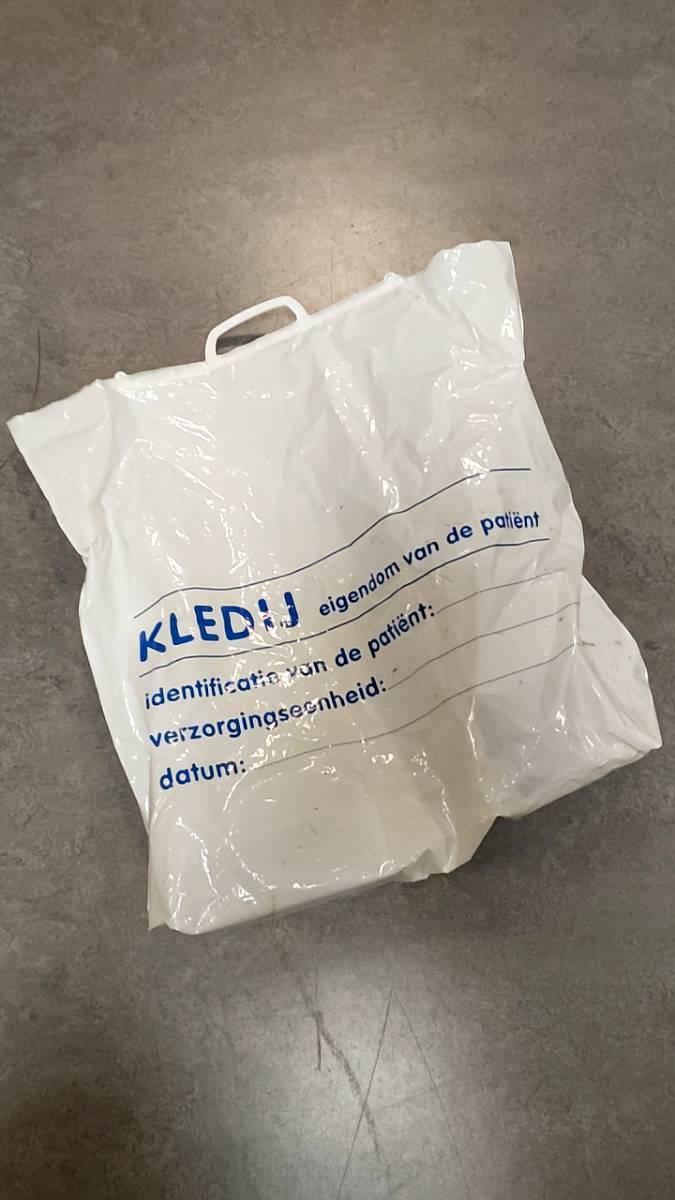 KLEDIJ eigendom van de patiënt
identificatie van de patiënt:
verzorgingseenheid:
datum: